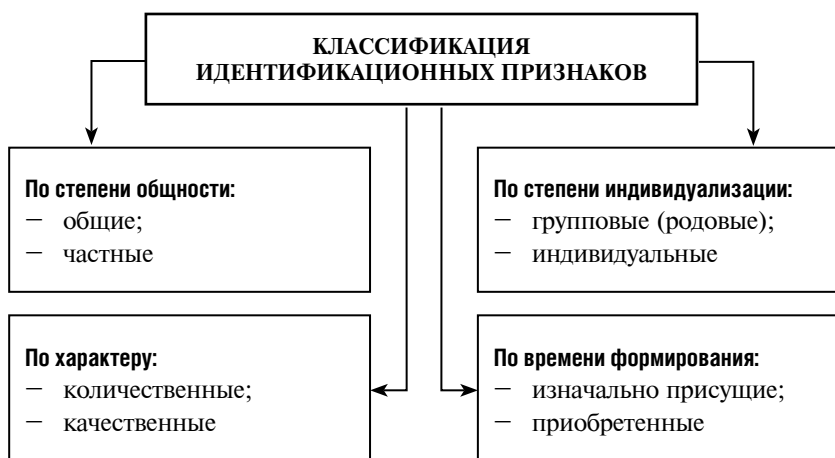 КЛАССИФИКАЦИЯ
ИДЕНТИФИКАЦИОННЫХ ПРИЗНАКОВ
По степени общности:
— общие;
— частные
По степени индивидуализации:
— групповые (родовые);
— индивидуальные
По характеру:
— количественные;
— качественные
По времени формирования:
— изначально присущие;
— приобретенные